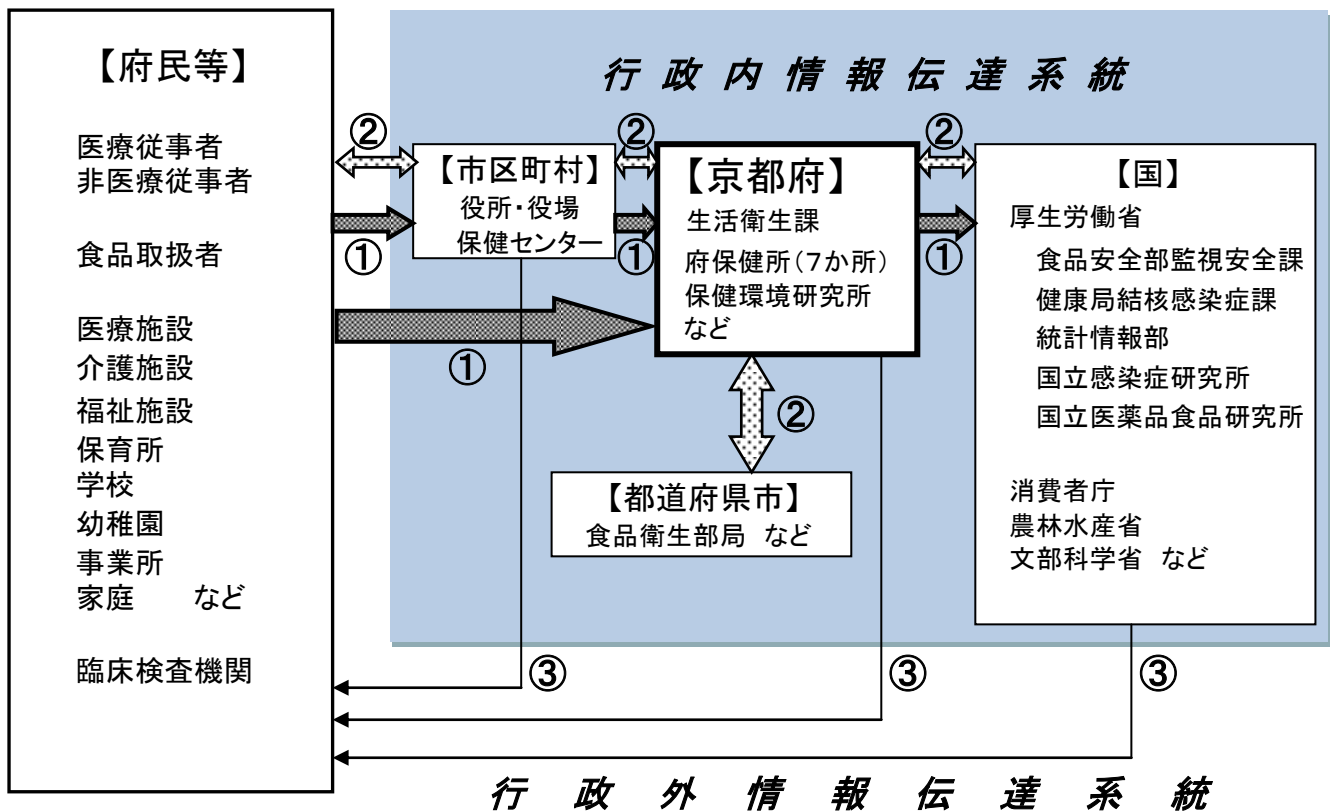 【府民等】
医療従事者
非医療従事者
食品取扱者
医療施設
介護施設
福祉施設
保育所
学校
幼稚園
事業所
家庭　など
臨床検査機関
行政内情報伝達系統
②
②
②
①
①
①
①
【市区町村】
役所・役場
保健センター
【京都府】
生活衛生課
府保健所(7か所)
保健環境研究所
など
②
【都道府県市】
食品衛生部局　など
【国】
厚生労働省
食品安全部監視安全課
健康局結核感染症課
統計情報部
国立感染症研究所
国立医薬品食品研究所
消費者庁
農林水産省
文部科学省　など
③
③
③
行政外情報伝達系統